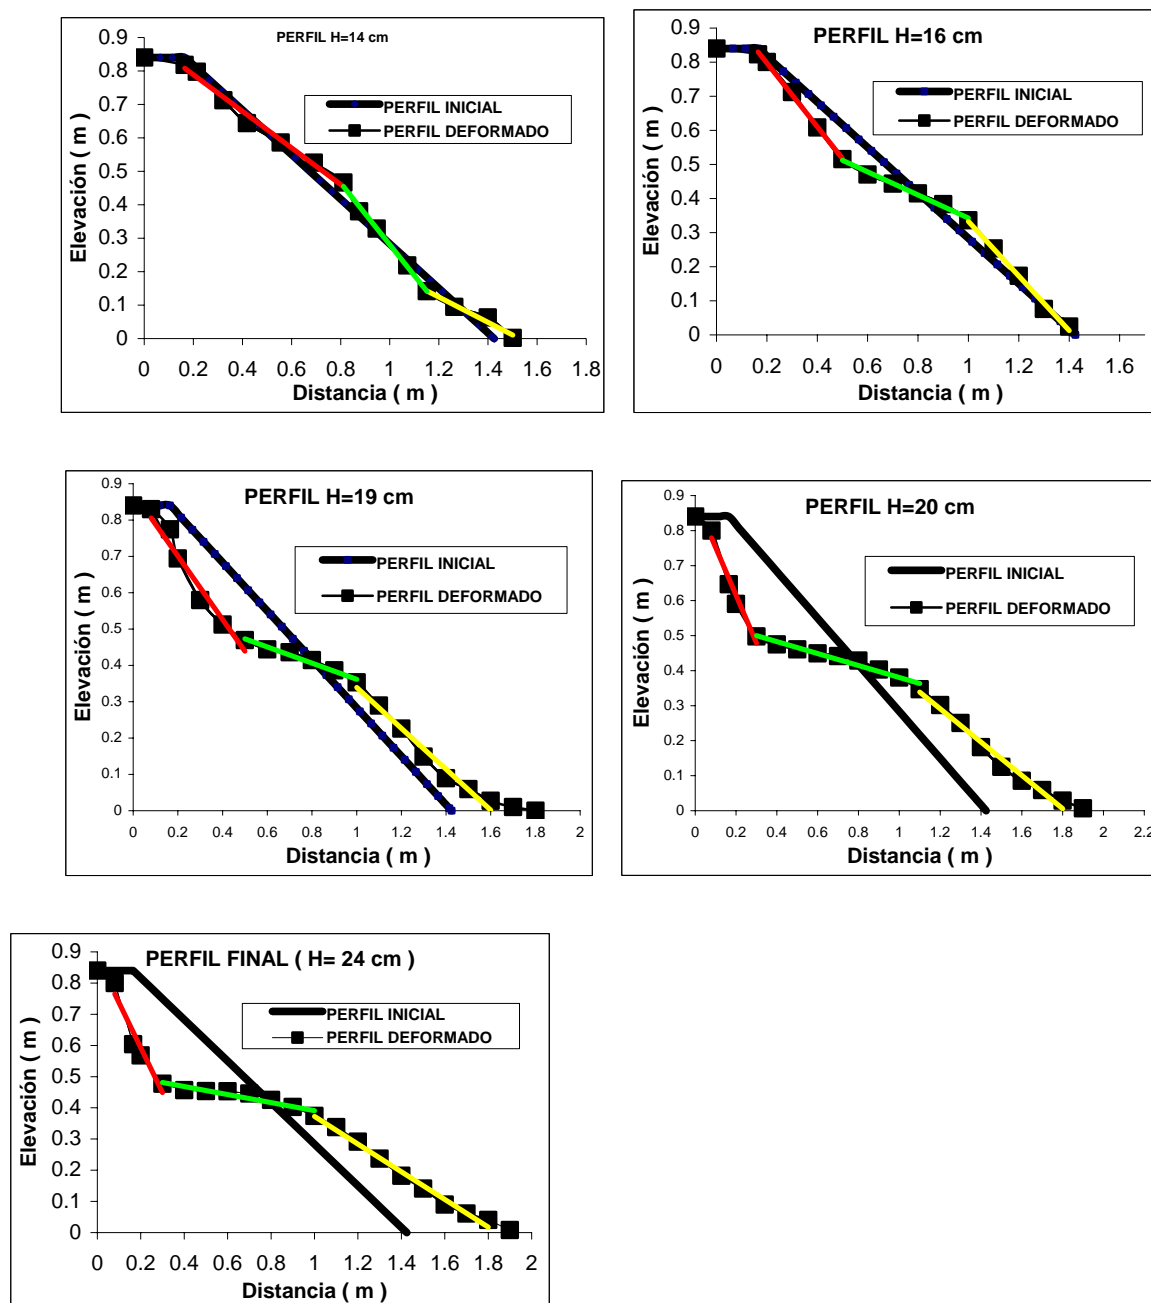 PERFIL H=14 cm
0.9
0.8
0.7
0.6
0.5
0.4
0.3
0.2
0.1
0
Elevación ( m )
PERFIL INICIAL
PERFIL DEFORMADO
0 0.2 0.4 0.6 0.8 1 1.2 1.4 1.6 1.8
Distancia ( m )
PERFIL H=16 cm
0.9
0.8
0.7
0.6
0.5
0.4
0.3
0.2
0.1
0
Elevación ( m )
PERFIL INICIAL
PERFIL DEFORMADO
0 0.2 0.4 0.6 0.8 1 1.2 1.4 1.6
Distancia ( m )
PERFIL H=19 cm
0.9
0.8
0.7
0.6
0.5
0.4
0.3
0.2
0.1
0
Elevación ( m )
PERFIL INICIAL
PERFIL DEFORMADO
0 0.2 0.4 0.6 0.8 1 1.2 1.4 1.6 1.8 2
Distancia ( m )
PERFIL H=20 cm
0.9
0.8
0.7
0.6
0.5
0.4
0.3
0.2
0.1
0
Elevación ( m )
PERFIL INICIAL
PERFIL DEFORMADO
0 0.2 0.4 0.6 0.8 1 1.2 1.4 1.6 1.8 2 2.2
Distancia ( m )
PERFIL FINAL ( H= 24 cm )
0.9
0.8
0.7
0.6
0.5
0.4
0.3
0.2
0.1
0
Elevación ( m )
PERFIL INICIAL
PERFIL DEFORMADO
0 0.2 0.4 0.6 0.8 1 1.2 1.4 1.6 1.8 2
Distancia ( m )